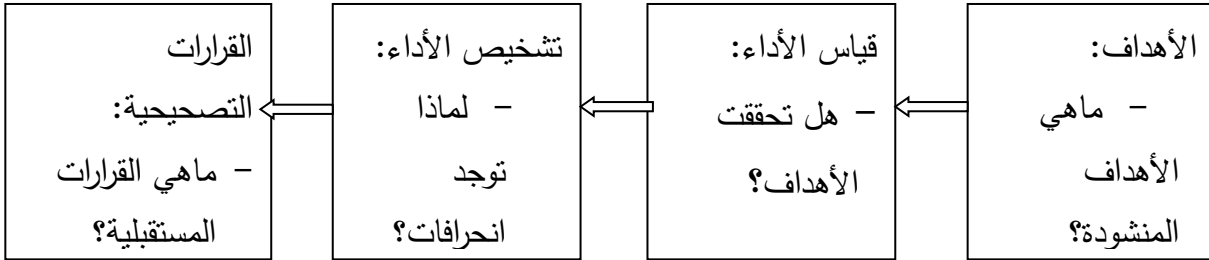 الأهداف:
- ماهي
الأهداف
المنشودة؟
قياس الأداء:
- هل تحققت
الأهداف؟
تشخيص الأداء:
- لماذا
توجد
انحرافات؟
القرارات
التصحيحية:
- ماهي القرارات
المستقبلية؟